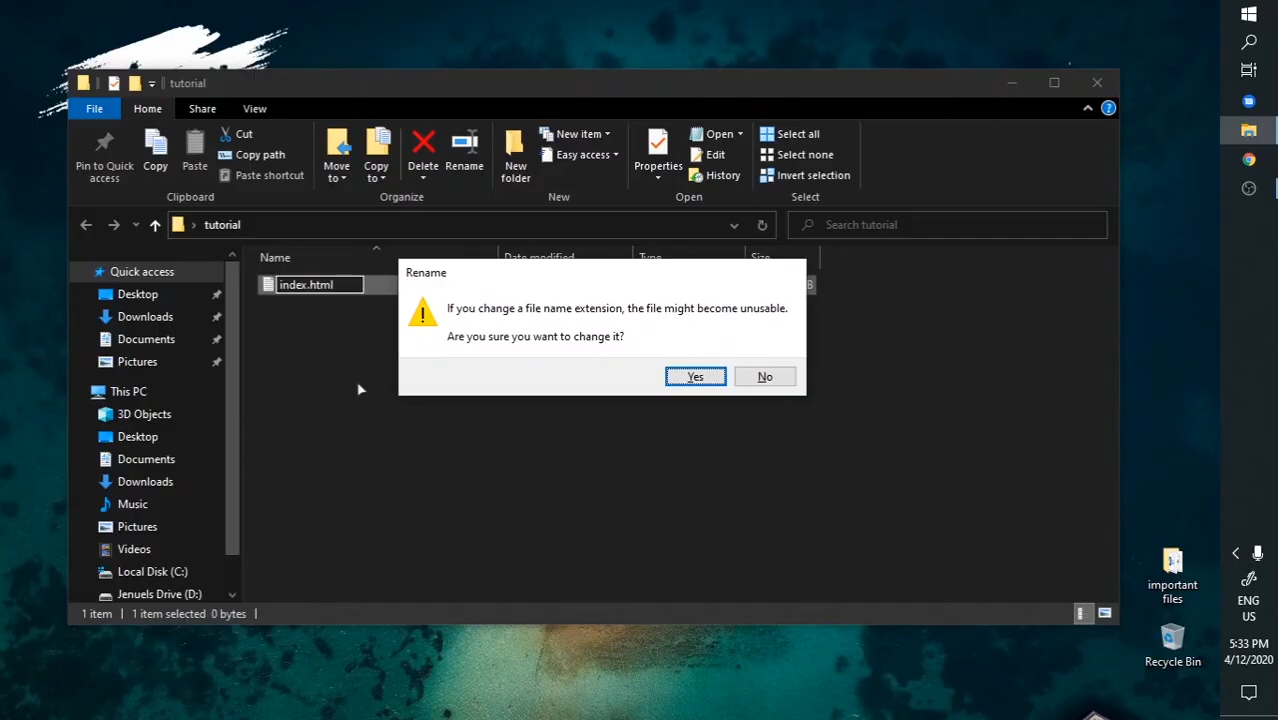 tutorial
File Home Share View
Pin to Quick access
Copy
Paste
Cut
Copy path
Paste shortcut
Clipboard
Move to
Copy to
Delete
Rename
Organize
New folder
New item
Easy access
New
Properties
Open
Edit
History
Open
Select all
Select none
Invert selection
Select
tutorial
Search tutorial
Name Date modified Type Size
index.html
B
Rename
If you change a file name extension, the file might become unusable.
Are you sure you want to change it?
Yes No
Quick access
Desktop
Downloads
Documents
Pictures
This PC
3D Objects
Desktop
Documents
Downloads
Music
Pictures
Videos
Local Disk (C:)
Jenuels Drive (D:)
1 item 1 item selected 0 bytes
important
files
Recycle Bin
ENG
US
5:33 PM
4/12/2020